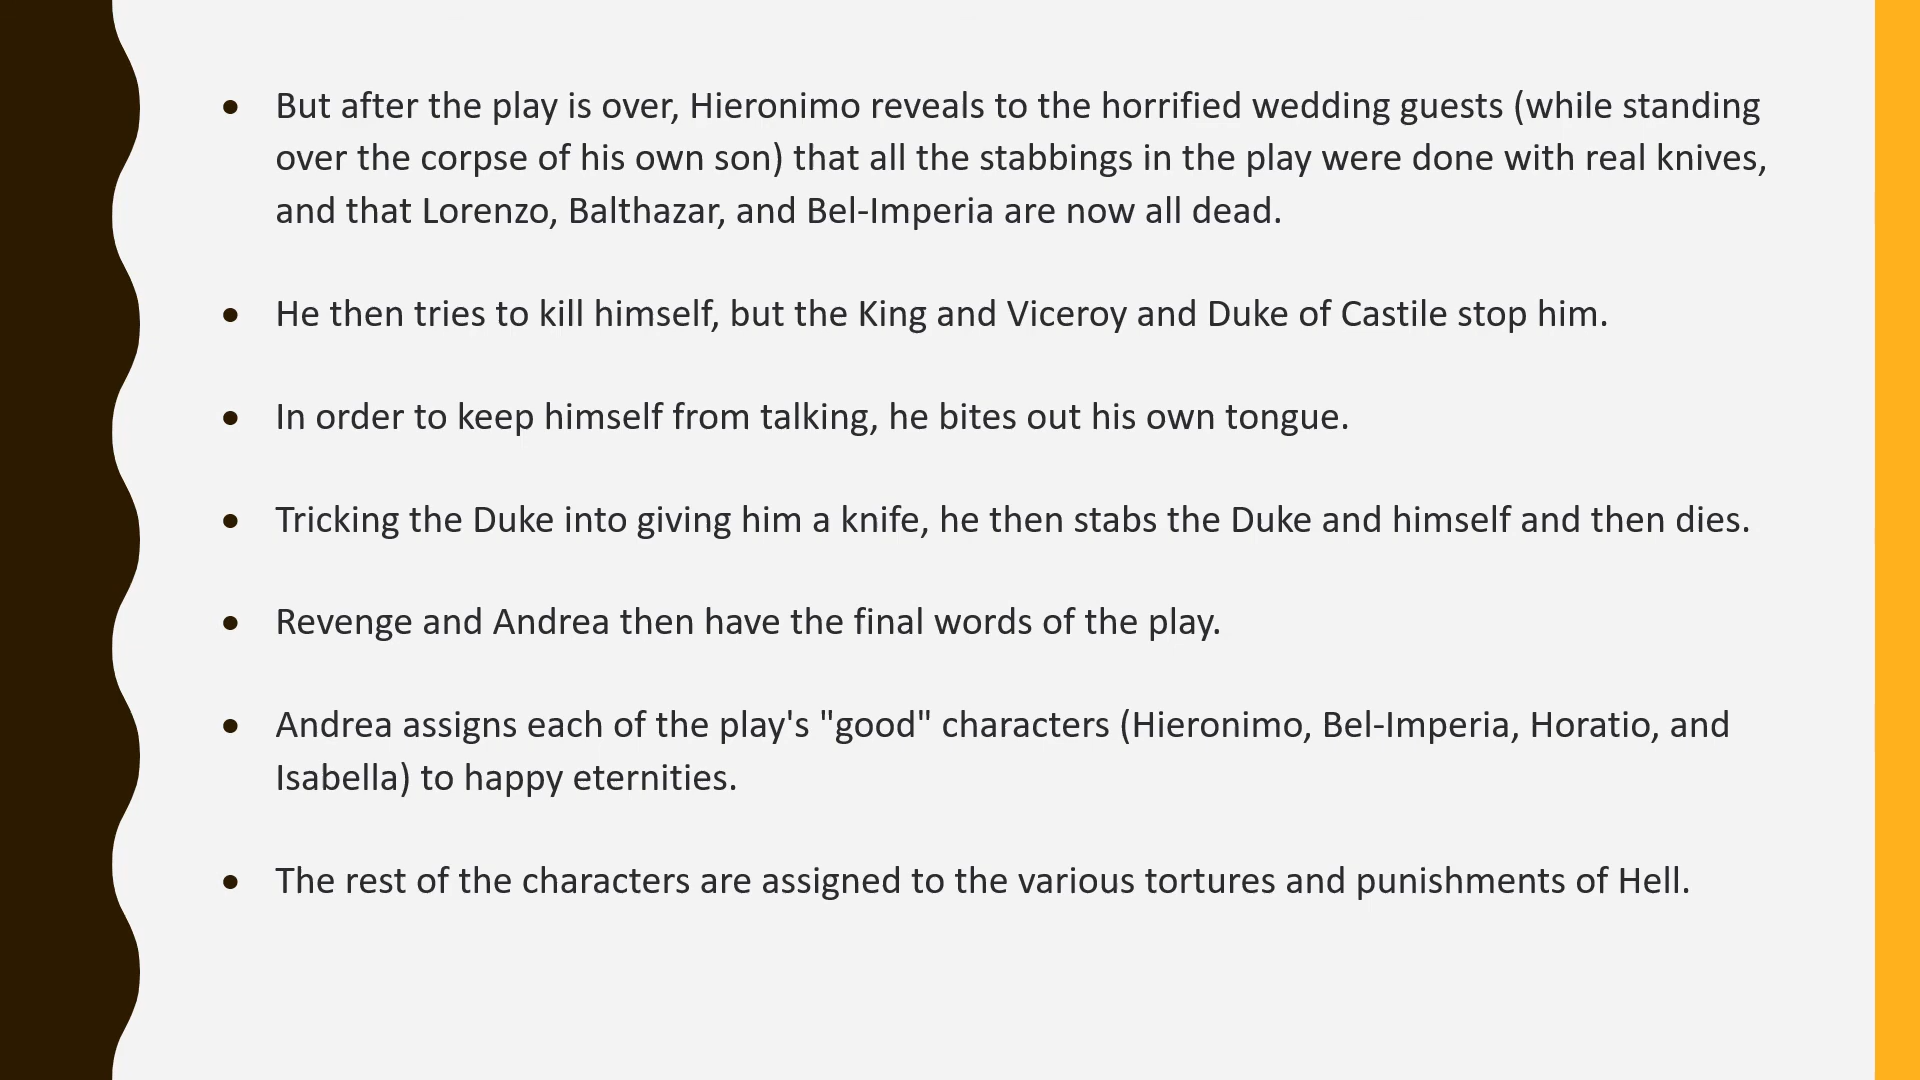 • But after the play is over, Hieronimo reveals to the horrified wedding guests (while standing
over the corpse of his own son) that all the stabbings in the play were done with real knives,
and that Lorenzo, Balthazar, and Bel-Imperia are now all dead.
• He then tries to kill himself, but the King and Viceroy and Duke of Castile stop him.
• In order to keep himself from talking, he bites out his own tongue.
• Tricking the Duke into giving him a knife, he then stabs the Duke and himself and then dies.
• Revenge and Andrea then have the final words of the play.
• Andrea assigns each of the play's "good" characters (Hieronimo, Bel-Imperia, Horatio, and
Isabella) to happy eternities.
• The rest of the characters are assigned to the various tortures and punishments of Hell.